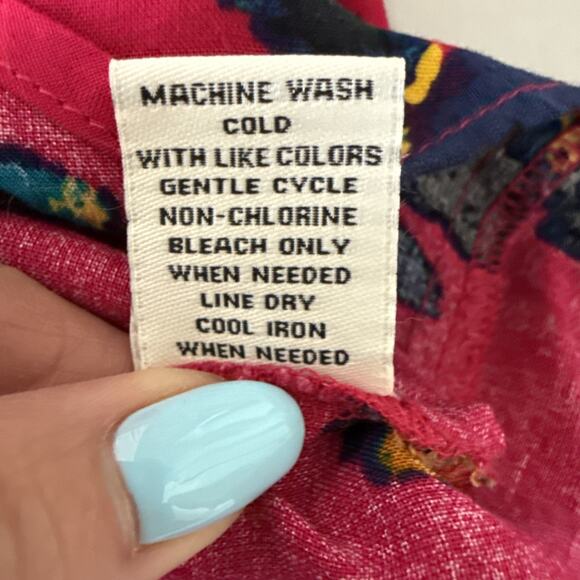 MACHINE WASH
COLD
WITH LIKE COLORS
GENTLE CYCLE
NON-CHLORINE
BLEACH ONLY
WHEN NEEDED
LINE DRY
COOL IRON
WHEN NEEDED